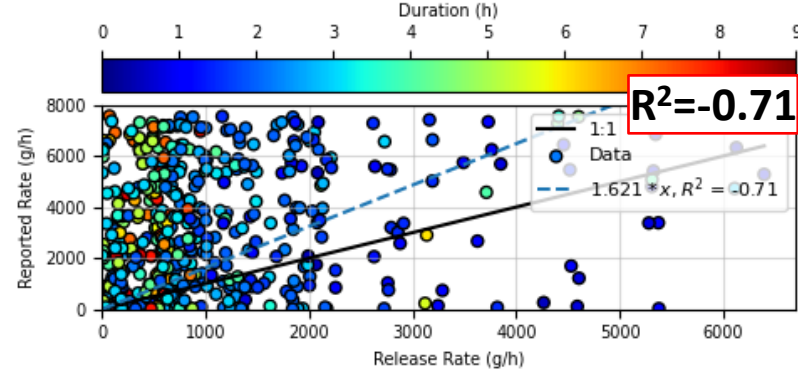 Duration (h)
0 1 2 3 4 5 6 7 8 9
R²=-0.71
8000
6000
4000
2000
0
Reported Rate (g/h)
1:1
Data
1.621 * x, R² = -0.71
0 1000 2000 3000 4000 5000 6000
Release Rate (g/h)